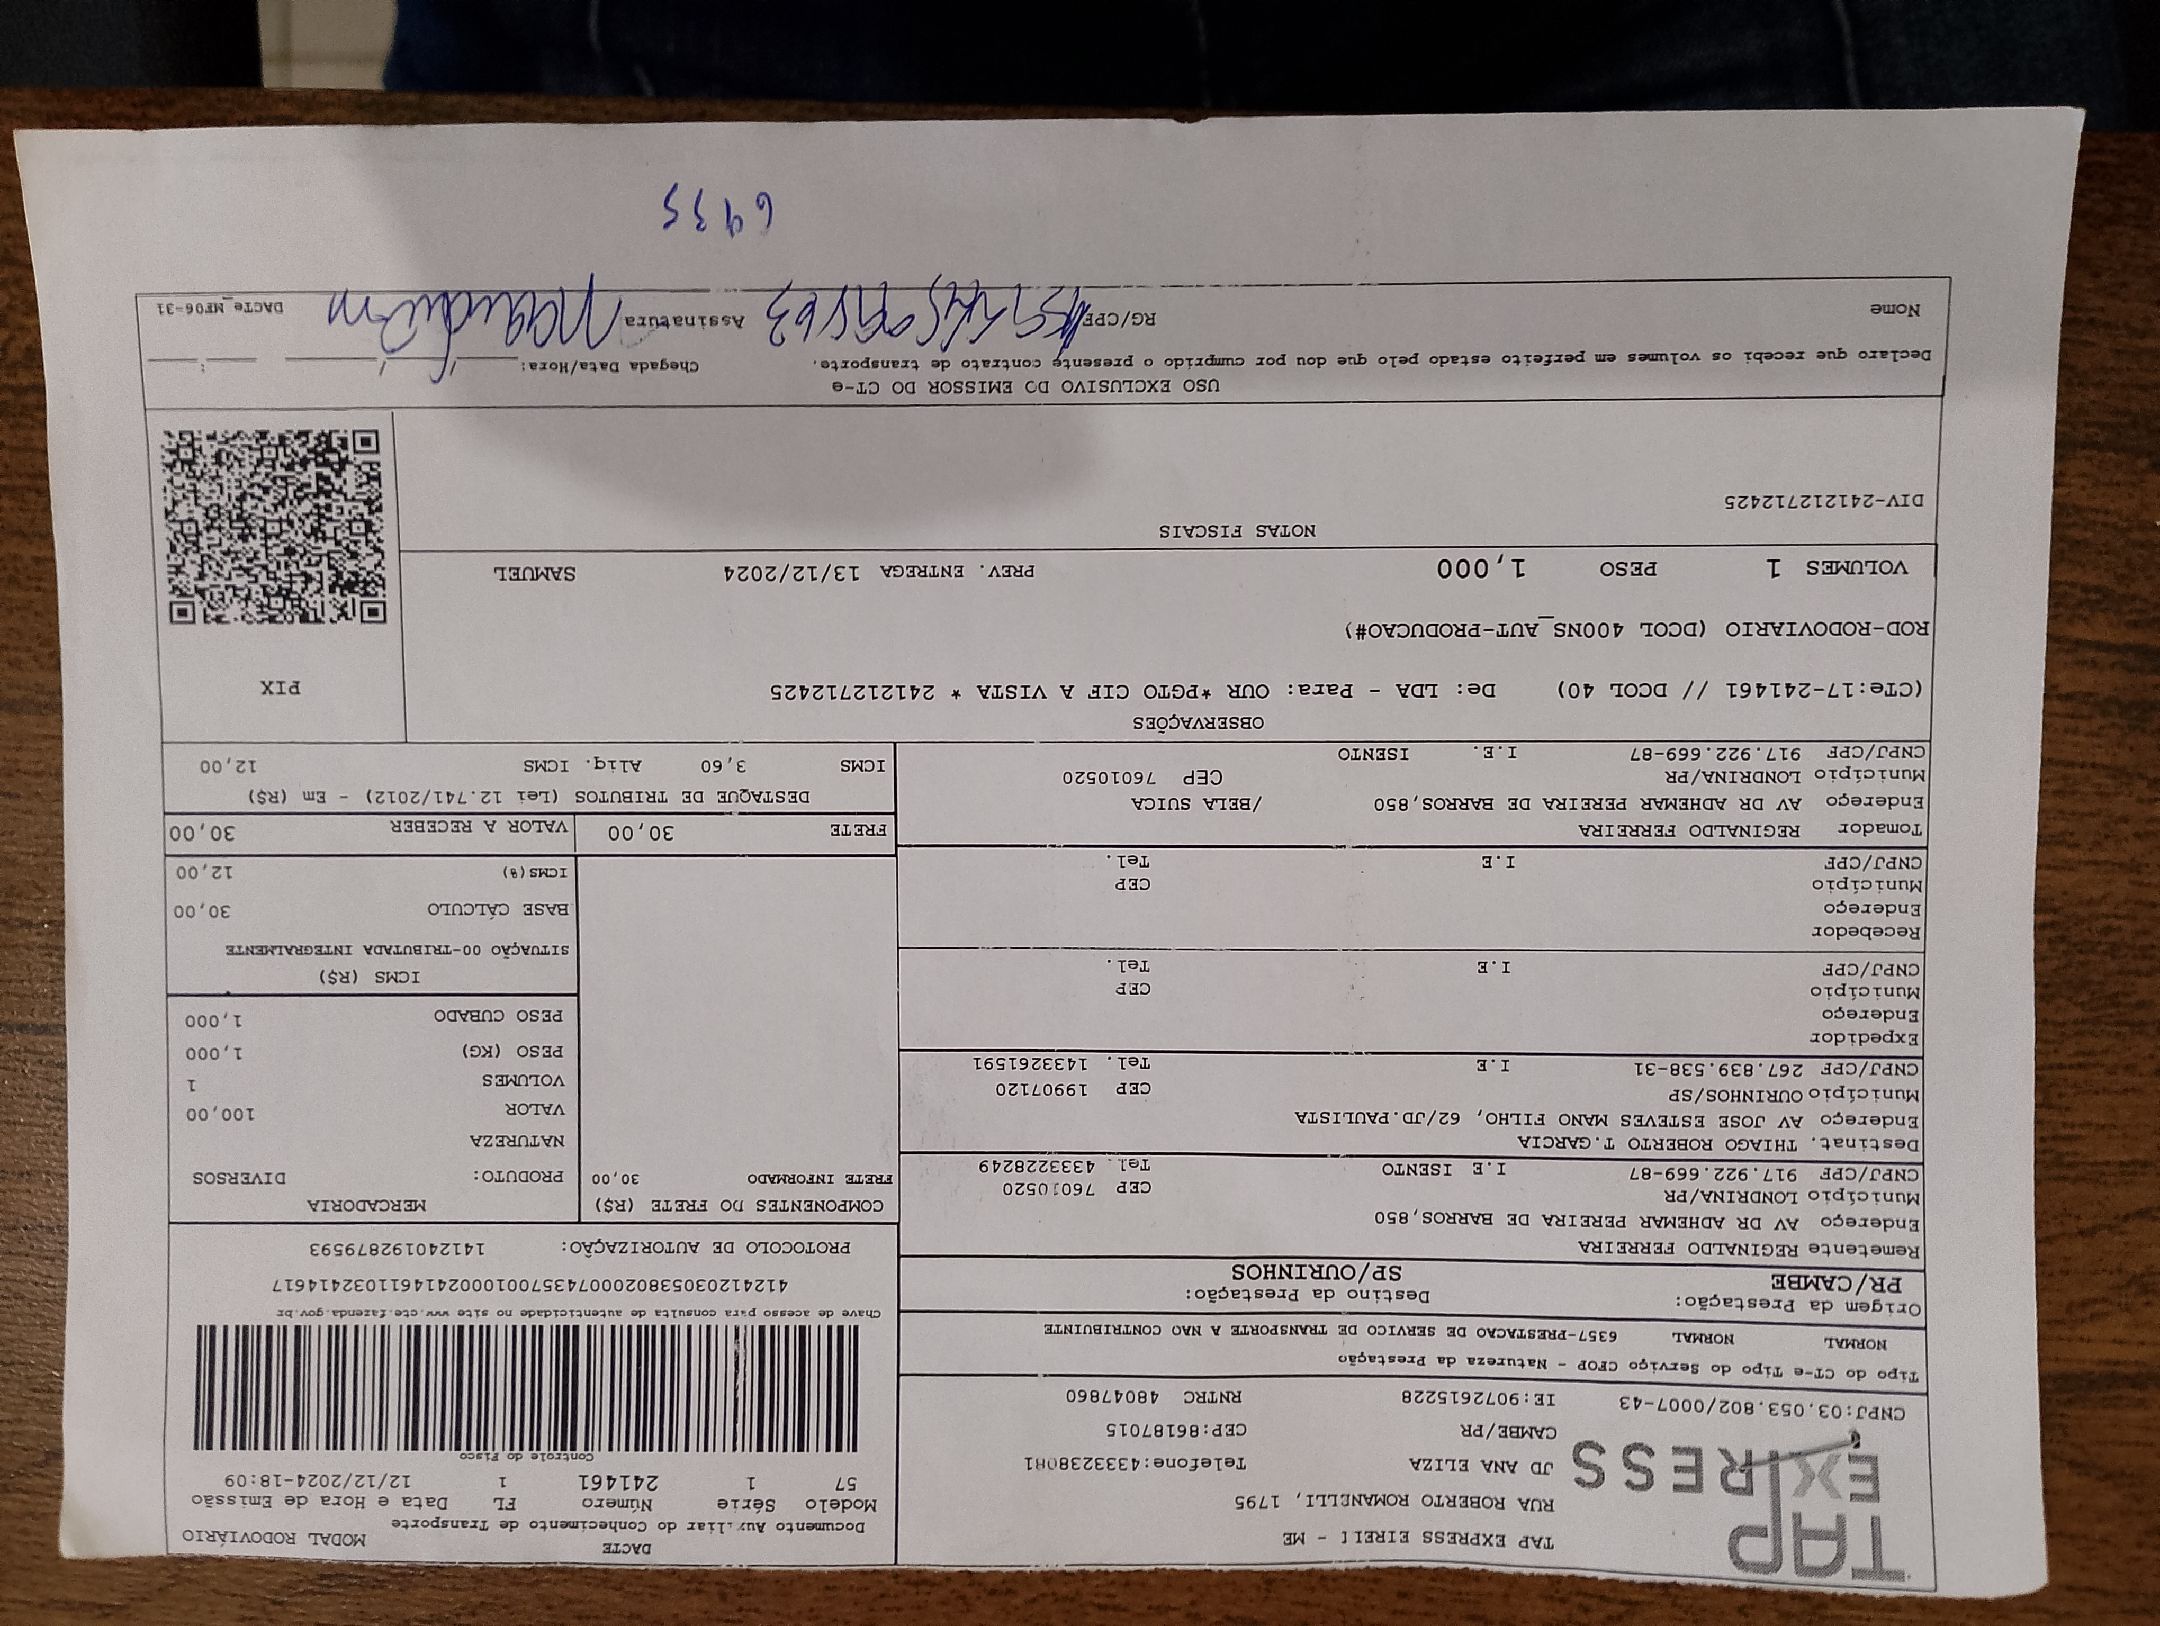 TAP
EXPRESS
TAP EXPRESS EIRELI - ME
RUA ROBERTO ROMANELLI, 1795
JD ANA ELIZA Telefone:4333238081
CAMBE/PR CEP:86187015
CNPJ:03.053.802/0007-43 IE:9072615228 RNTRC 48047860
DACTE MODAL RODOVIÁRIO
Documento Auxiliar do Conhecimento de Transporte
Modelo Série Número FL Data e Hora de Emissão
57 1 241461 1 12/12/2024-18:09
Controle do Fisco
Chave de acesso para consulta de autenticidade no site www.cte.fazenda.gov.br
41241203053802000743570010002414611032414617
PROTOCOLO DE AUTORIZAÇÃO: 141240192879593
Tipo do CT-e Tipo do Serviço CFOP - Natureza da Prestação
NORMAL NORMAL 6357-PRESTACAO DE SERVICO DE TRANSPORTE A NAO CONTRIBUINTE
Origem da Prestação: Destino da Prestação:
PR/CAMBE SP/OURINHOS
Remetente REGINALDO FERREIRA
Endereço AV DR ADHEMAR PEREIRA DE BARROS,850
Município LONDRINA/PR CEP 76010520
CNPJ/CPF 917.922.669-87 I.E ISENTO Tel. 4333228249
Destinat. THIAGO ROBERTO T.GARCIA
Endereço AV JOSE ESTEVES MANO FILHO, 62/JD.PAULISTA
Município OURINHOS/SP CEP 19907120
CNPJ/CPF 267.839.538-31 I.E Tel. 1433261591
Expedidor
Endereço
Município CEP
CNPJ/CPF I.E Tel.
Recebedor
Endereço
Município CEP
CNPJ/CPF I.E Tel.
Tomador REGINALDO FERREIRA
Endereço AV DR ADHEMAR PEREIRA DE BARROS,850 /BELA SUICA
Município LONDRINA/PR CEP 76010520
CNPJ/CPF 917.922.669-87 I.E. ISENTO
COMPONENTES DO FRETE (R$)
FRETE INFORMADO 30,00
MERCADORIA
PRODUTO: DIVERSOS
NATUREZA
VALOR 100,00
VOLUMES 1
PESO (KG) 1,000
PESO CUBADO 1,000
ICMS (R$)
SITUAÇÃO 00-TRIBUTADA INTEGRALMENTE
BASE CÁLCULO 30,00
ICMS(%) 12,00
FRETE 30,00 VALOR A RECEBER 30,00
DESTAQUE DE TRIBUTOS (Lei 12.741/2012) - Em (R$)
ICMS 3,60 Aliq. ICMS 12,00
OBSERVAÇÕES
(CTe:17-241461 // DCOL 40) De: LDA - Para: OUR *PGTO CIF A VISTA * 241212712425
ROD-RODOVIARIO (DCOL 400NS_AUT-PRODUCAO#)
PIX
VOLUMES 1 PESO 1,000 PREV. ENTREGA 13/12/2024 SAMUEL
NOTAS FISCAIS
DIV-241212712425
USO EXCLUSIVO DO EMISSOR DO CT-e
Declaro que recebi os volumes em perfeito estado pelo que dou por cumprido o presente contrato de transporte. Chegada Data/Hora: __/__/____ __:__
Nome RG/CPF Assinatura DACTe_MF06-31
6935